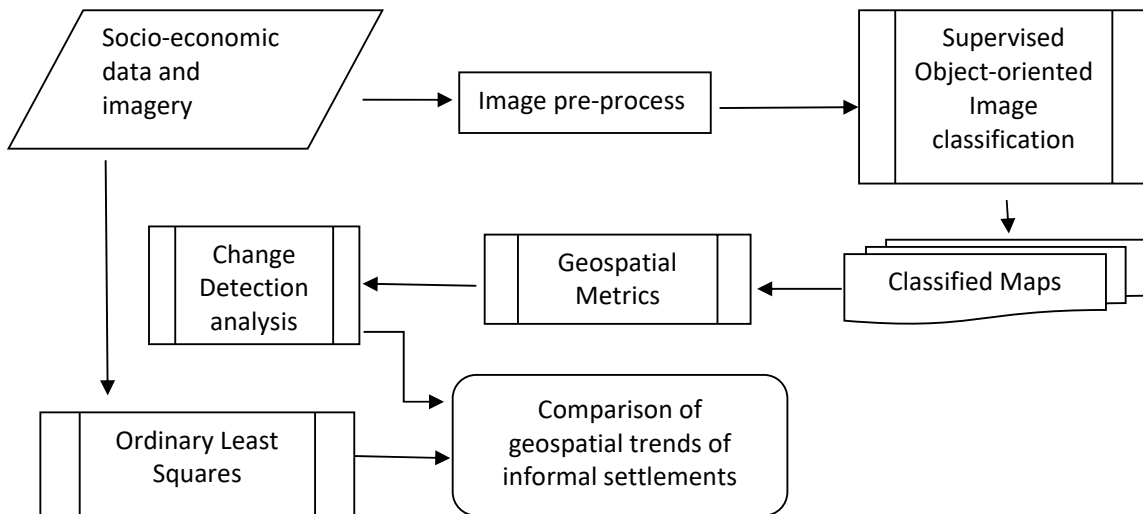 Socio-economic
data and
imagery
Image pre-process
Supervised
Object-oriented
Image
classification
Change
Detection
analysis
Geospatial
Metrics
Classified Maps
Ordinary Least
Squares
Comparison of
geospatial trends of
informal settlements